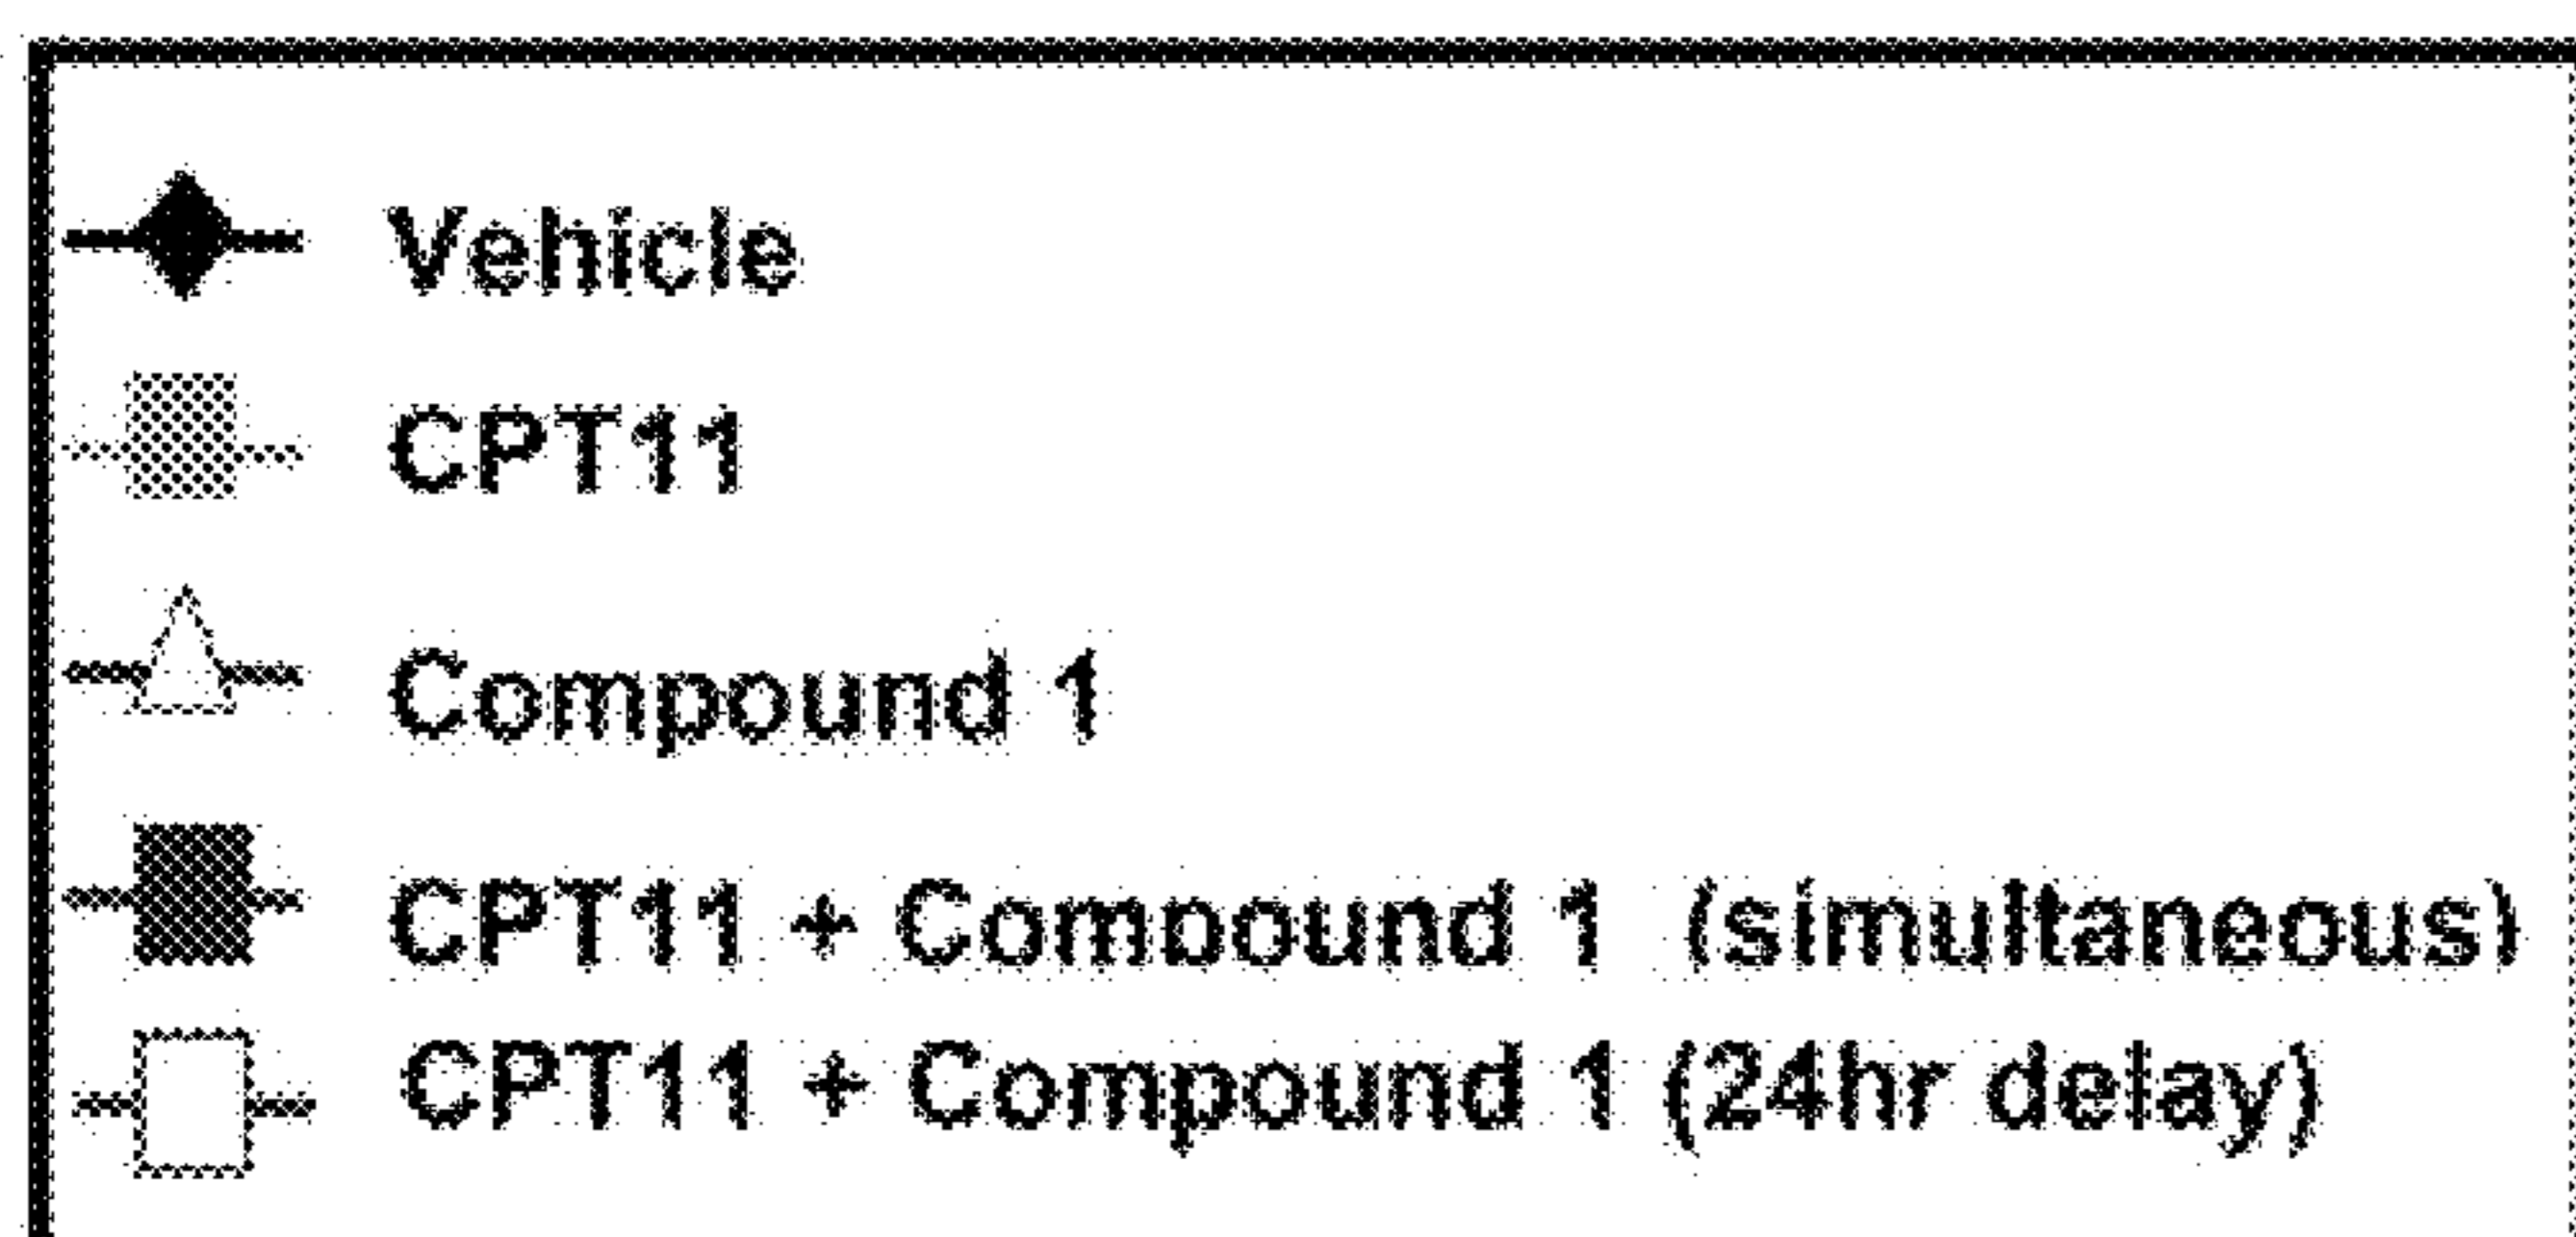 Vehicle
CPT11
Compound 1
CPT11 + Compound 1 (simultaneous)
CPT11 + Compound 1 (24hr delay)